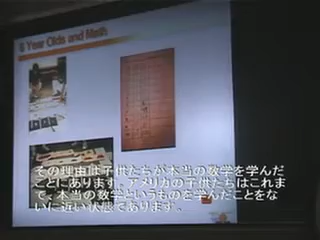 8 Year Olds and Math
その理由は子供たちが本当の数学を学んだ
ことにあります。アメリカの子供たちはこれま
で、本当の数学というものを学んだことをな
いに近い状態であります。